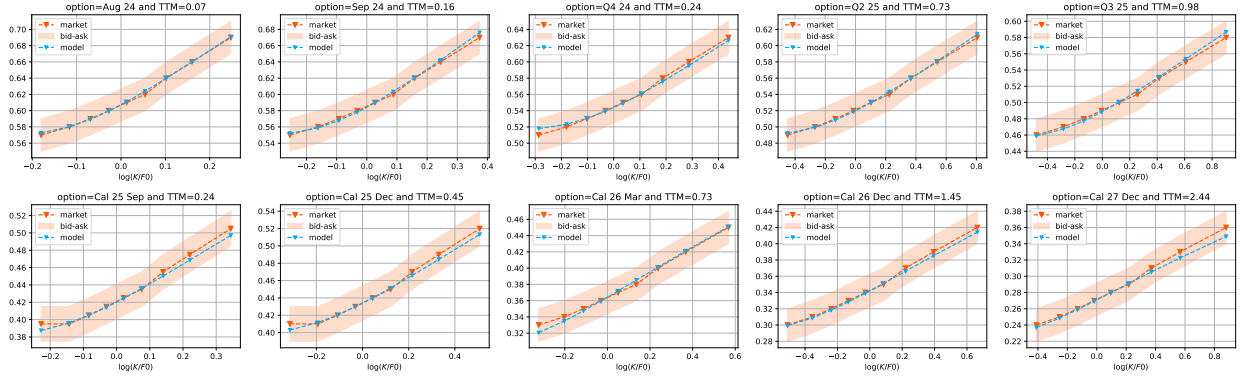 option=Aug 24 and TTM=0.07
0.70
0.68
0.66
0.64
0.62
0.60
0.58
0.56
market
bid-ask
model
−0.2 −0.1 0.0 0.1 0.2
log(K/F0)
option=Sep 24 and TTM=0.16
0.68
0.66
0.64
0.62
0.60
0.58
0.56
0.54
market
bid-ask
model
−0.2 −0.1 0.0 0.1 0.2 0.3 0.4
log(K/F0)
option=Q4 24 and TTM=0.24
0.64
0.62
0.60
0.58
0.56
0.54
0.52
0.50
market
bid-ask
model
−0.3 −0.2 −0.1 0.0 0.1 0.2 0.3 0.4
log(K/F0)
option=Q2 25 and TTM=0.73
0.62
0.60
0.58
0.56
0.54
0.52
0.50
0.48
market
bid-ask
model
−0.4 −0.2 0.0 0.2 0.4 0.6 0.8
log(K/F0)
option=Q3 25 and TTM=0.98
0.60
0.58
0.56
0.54
0.52
0.50
0.48
0.46
0.44
market
bid-ask
model
−0.4 −0.2 0.0 0.2 0.4 0.6 0.8
log(K/F0)
option=Cal 25 Sep and TTM=0.24
0.52
0.50
0.48
0.46
0.44
0.42
0.40
0.38
market
bid-ask
model
−0.2 −0.1 0.0 0.1 0.2 0.3
log(K/F0)
option=Cal 25 Dec and TTM=0.45
0.54
0.52
0.50
0.48
0.46
0.44
0.42
0.40
market
bid-ask
model
−0.2 0.0 0.2 0.4
log(K/F0)
option=Cal 26 Mar and TTM=0.73
0.46
0.44
0.42
0.40
0.38
0.36
0.34
0.32
market
bid-ask
model
−0.2 0.0 0.2 0.4 0.6
log(K/F0)
option=Cal 26 Dec and TTM=1.45
0.44
0.42
0.40
0.38
0.36
0.34
0.32
0.30
0.28
market
bid-ask
model
−0.4 −0.2 0.0 0.2 0.4 0.6
log(K/F0)
option=Cal 27 Dec and TTM=2.44
0.38
0.36
0.34
0.32
0.30
0.28
0.26
0.24
0.22
market
bid-ask
model
−0.4 −0.2 0.0 0.2 0.4 0.6 0.8
log(K/F0)